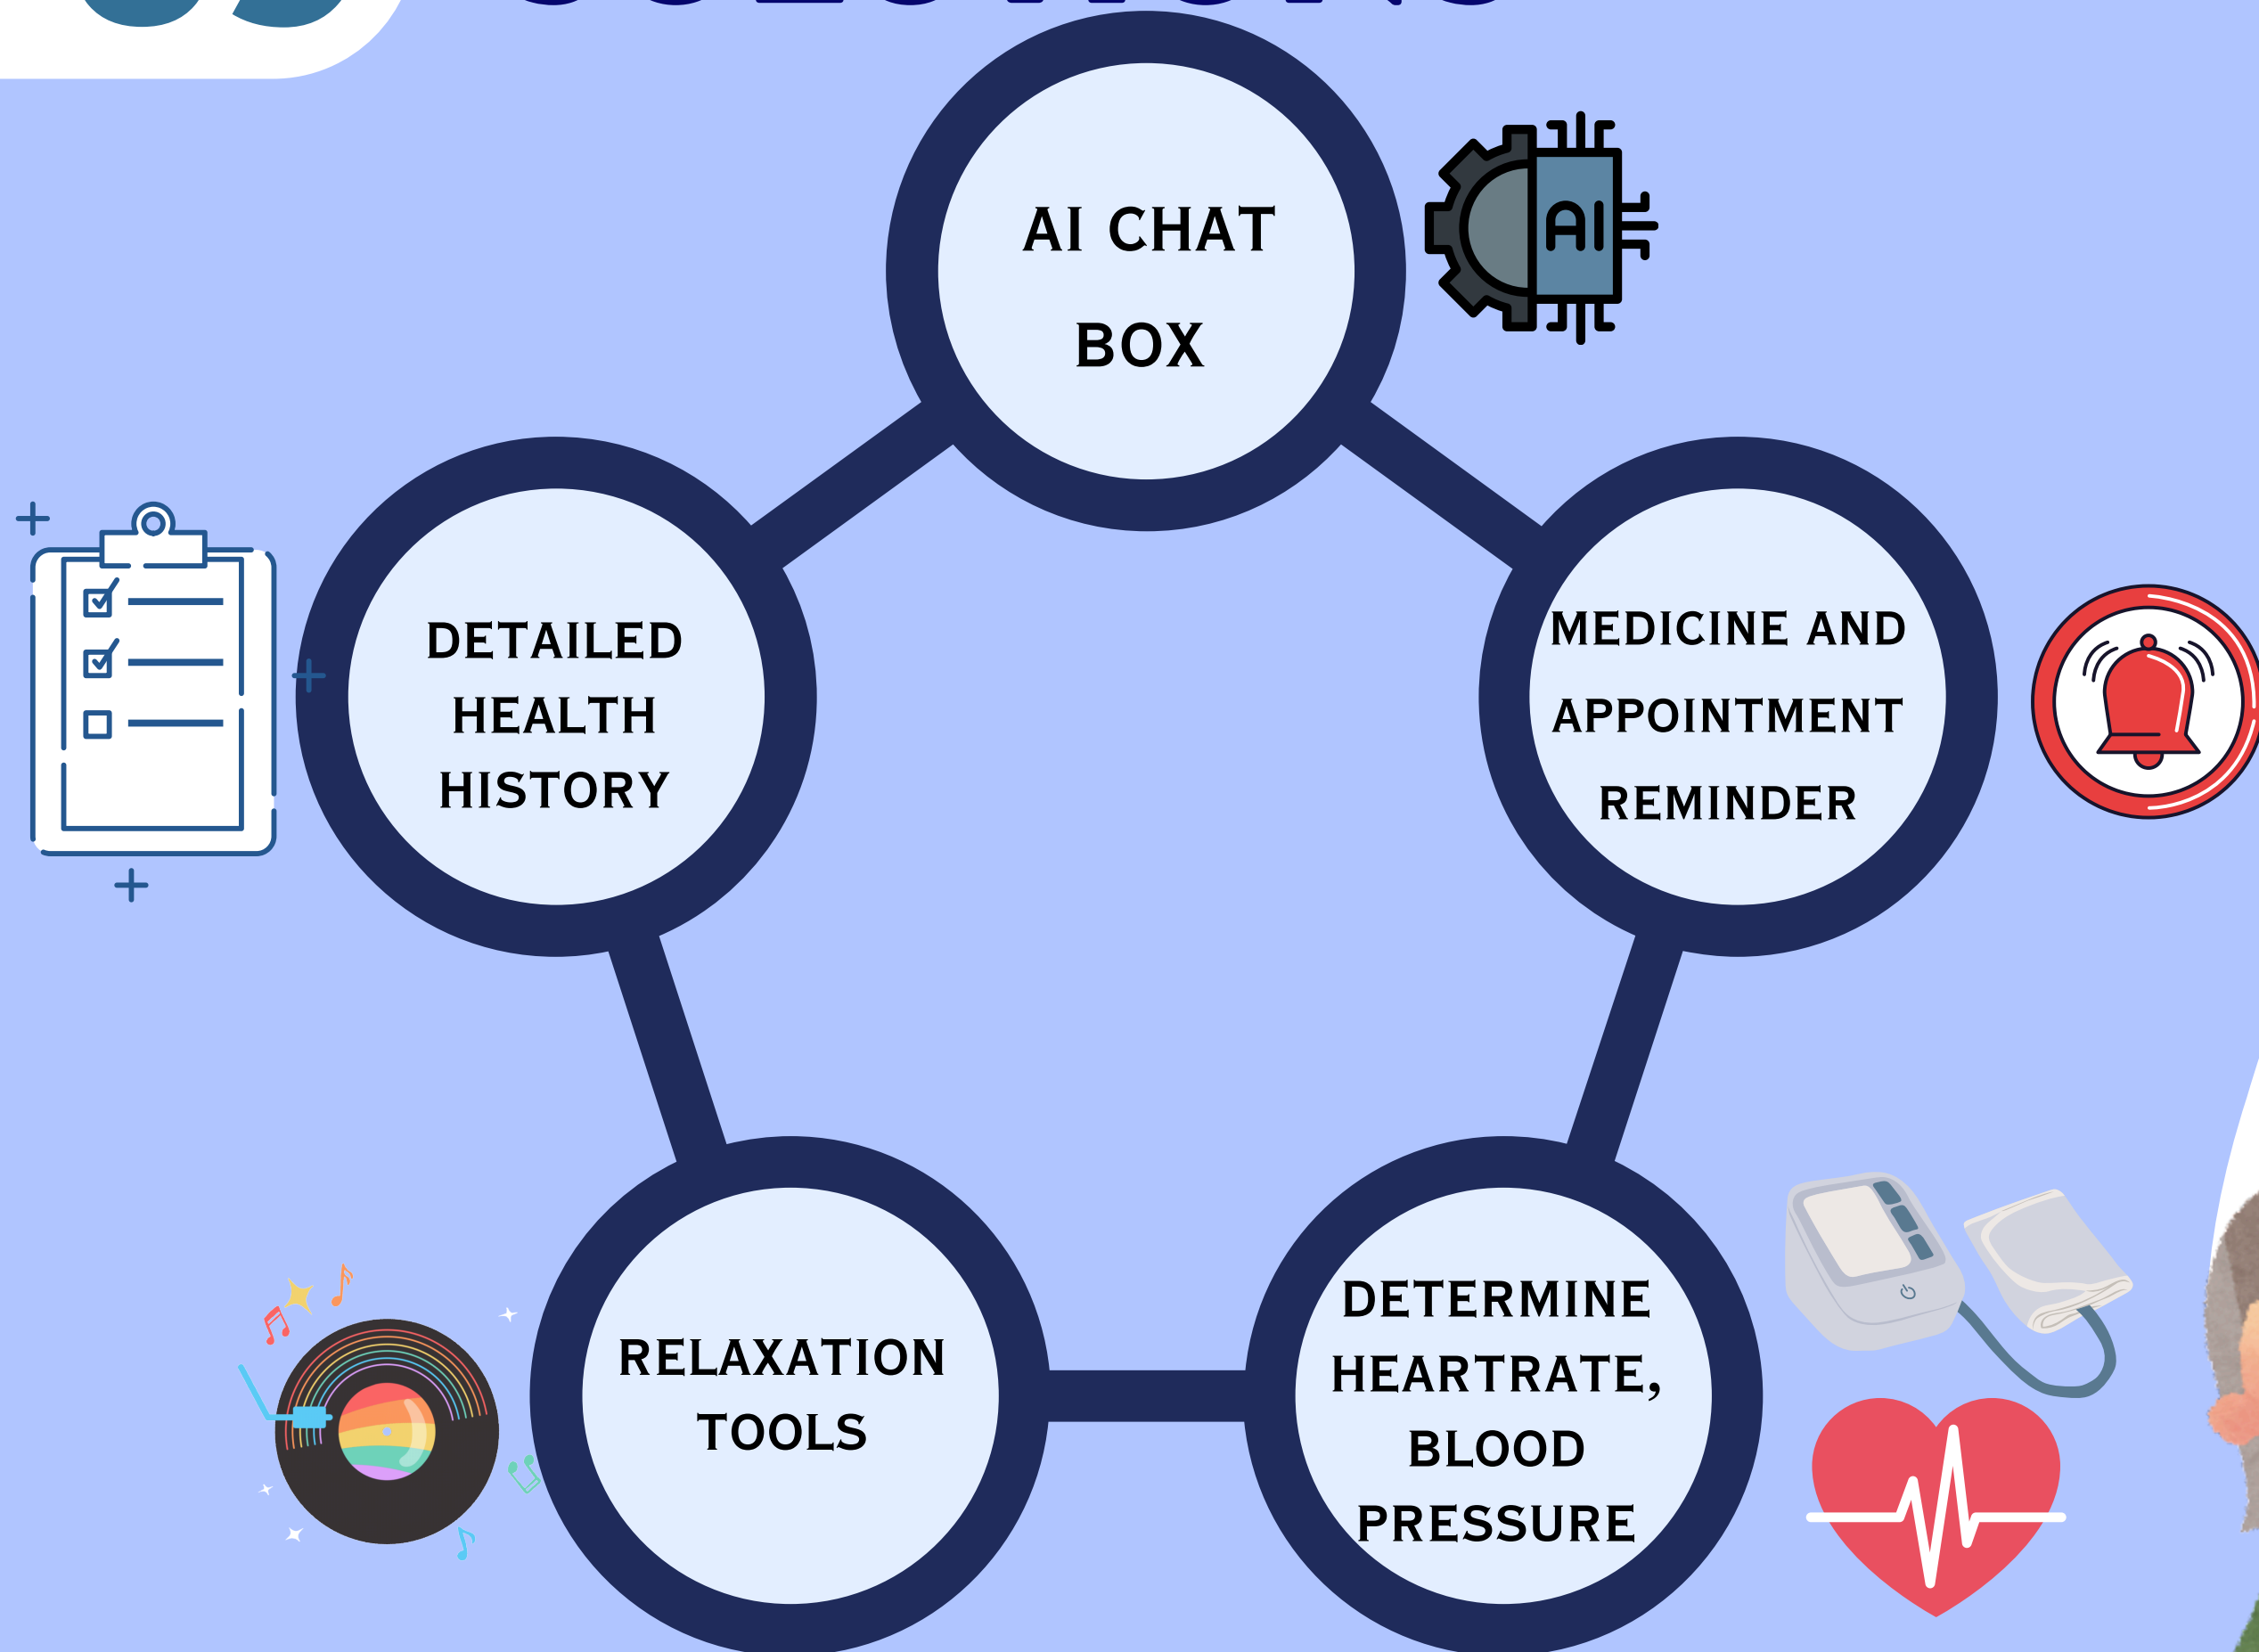 AI CHAT
BOX
AI
DETAILED
HEALTH
HISTORY
MEDICINE AND
APPOINTMENT
REMINDER
RELAXATION
TOOLS
DETERMINE
HEARTRATE,
BLOOD
PRESSURE